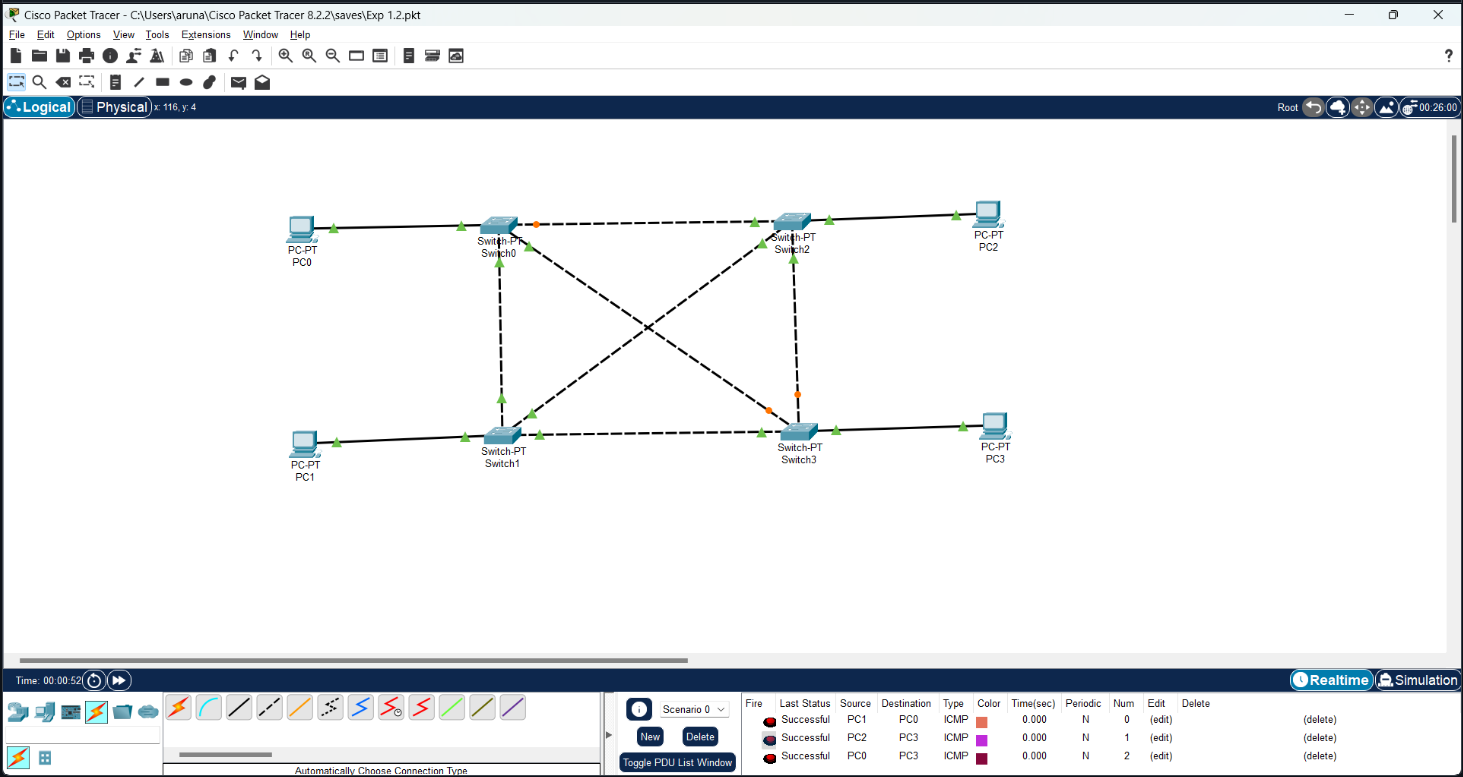 Cisco Packet Tracer - C:\Users\aruna\Cisco Packet Tracer 8.2.2\saves\Exp 1.2.pkt
File Edit Options View Tools Extensions Window Help
?
Logical Physical x: 116, y: 4 Root 00:26:00
PC-PT
PC0
Switch-PT
Switch0
Switch-PT
Switch2
PC-PT
PC2
PC-PT
PC1
Switch-PT
Switch1
Switch-PT
Switch3
PC-PT
PC3
Time: 00:00:52 Realtime Simulation
Scenario 0
New Delete
Toggle PDU List Window
Automatically Choose Connection Type
Fire Last Status Source Destination Type Color Time(sec) Periodic Num Edit Delete
Successful PC1 PC0 ICMP 0.000 N 0 (edit) (delete)
Successful PC2 PC3 ICMP 0.000 N 1 (edit) (delete)
Successful PC0 PC3 ICMP 0.000 N 2 (edit) (delete)